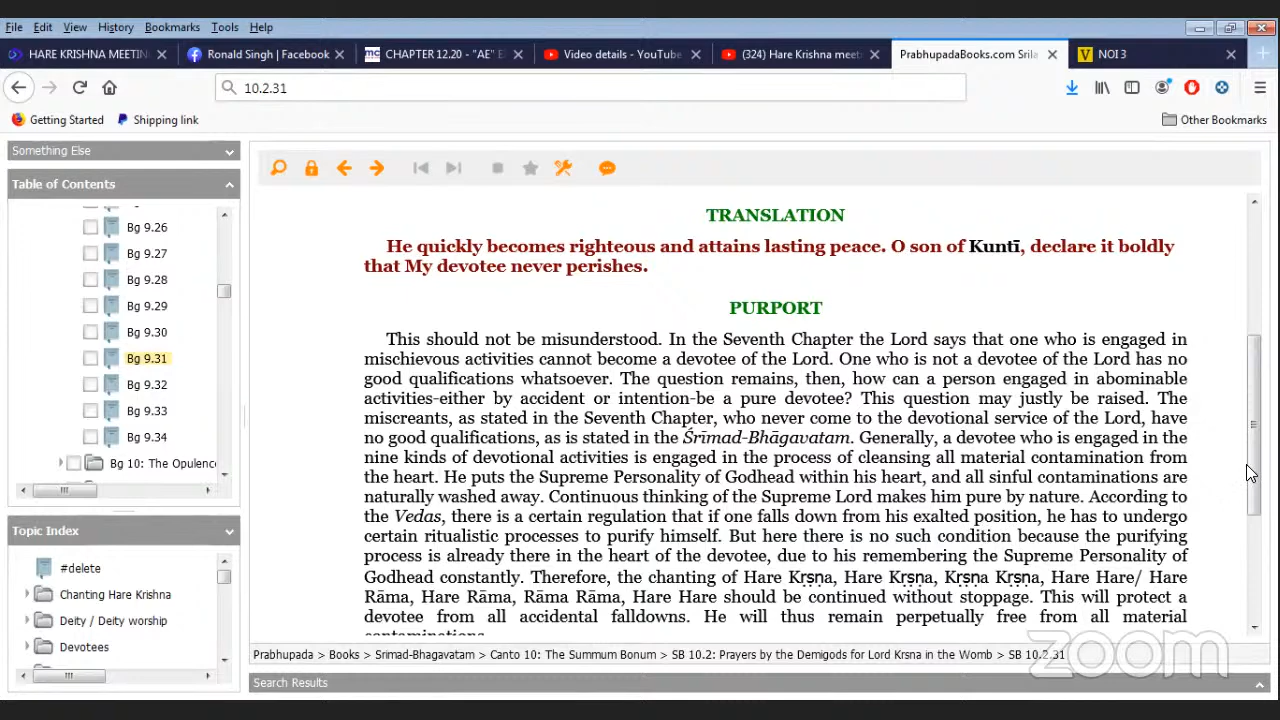 File Edit View History Bookmarks Tools Help
HARE KRISHNA MEETIN
Ronald Singh | Facebook
CHAPTER 12.20 - "AE" E
Video details - YouTube
(324) Hare Krishna meet
PrabhupadaBooks.com Srila
NOI 3
10.2.31
Getting Started
Shipping link
Other Bookmarks
Something Else
Table of Contents
Bg 9.26
Bg 9.27
Bg 9.28
Bg 9.29
Bg 9.30
Bg 9.31
Bg 9.32
Bg 9.33
Bg 9.34
Bg 10: The Opulenc
Topic Index
#delete
Chanting Hare Krishna
Deity / Deity worship
Devotees
TRANSLATION
He quickly becomes righteous and attains lasting peace. O son of Kuntī, declare it boldly
that My devotee never perishes.
PURPORT
This should not be misunderstood. In the Seventh Chapter the Lord says that one who is engaged in
mischievous activities cannot become a devotee of the Lord. One who is not a devotee of the Lord has no
good qualifications whatsoever. The question remains, then, how can a person engaged in abominable
activities-either by accident or intention-be a pure devotee? This question may justly be raised. The
miscreants, as stated in the Seventh Chapter, who never come to the devotional service of the Lord, have
no good qualifications, as is stated in the Śrīmad-Bhāgavatam. Generally, a devotee who is engaged in the
nine kinds of devotional activities is engaged in the process of cleansing all material contamination from
the heart. He puts the Supreme Personality of Godhead within his heart, and all sinful contaminations are
naturally washed away. Continuous thinking of the Supreme Lord makes him pure by nature. According to
the Vedas, there is a certain regulation that if one falls down from his exalted position, he has to undergo
certain ritualistic processes to purify himself. But here there is no such condition because the purifying
process is already there in the heart of the devotee, due to his remembering the Supreme Personality of
Godhead constantly. Therefore, the chanting of Hare Kṛṣṇa, Hare Kṛṣṇa, Kṛṣṇa Kṛṣṇa, Hare Hare/ Hare
Rāma, Hare Rāma, Rāma Rāma, Hare Hare should be continued without stoppage. This will protect a
devotee from all accidental falldowns. He will thus remain perpetually free from all material
contaminations.
Prabhupada > Books > Srimad-Bhagavatam > Canto 10: The Summum Bonum > SB 10.2: Prayers by the Demigods for Lord Krsna in the Womb > SB 10.2.31
Search Results
zoom